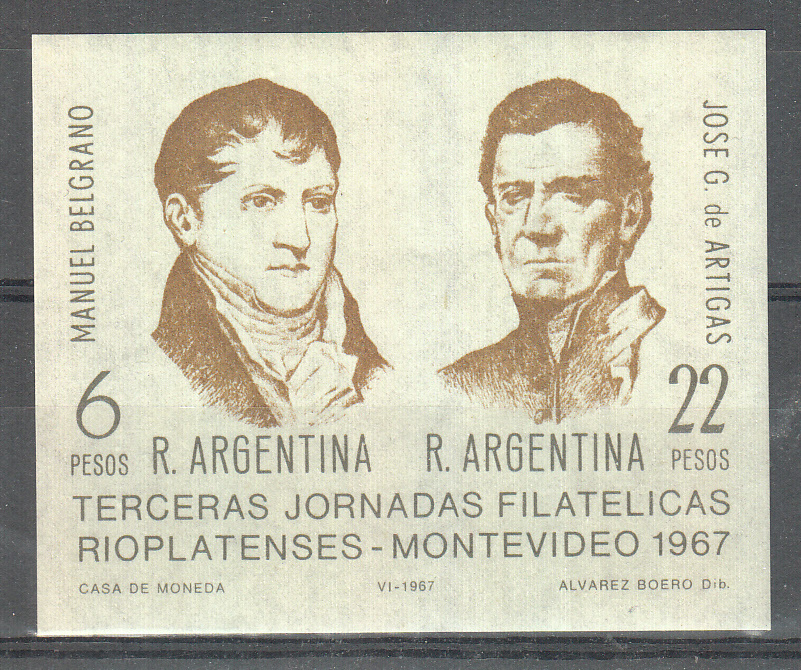 MANUEL BELGRANO
JOSE G. de ARTIGAS
6
PESOS
R. ARGENTINA
R. ARGENTINA
22
PESOS
TERCERAS JORNADAS FILATELICAS
RIOPLATENSES - MONTEVIDEO 1967
CASA DE MONEDA
VI-1967
ALVAREZ BOERO Dib.